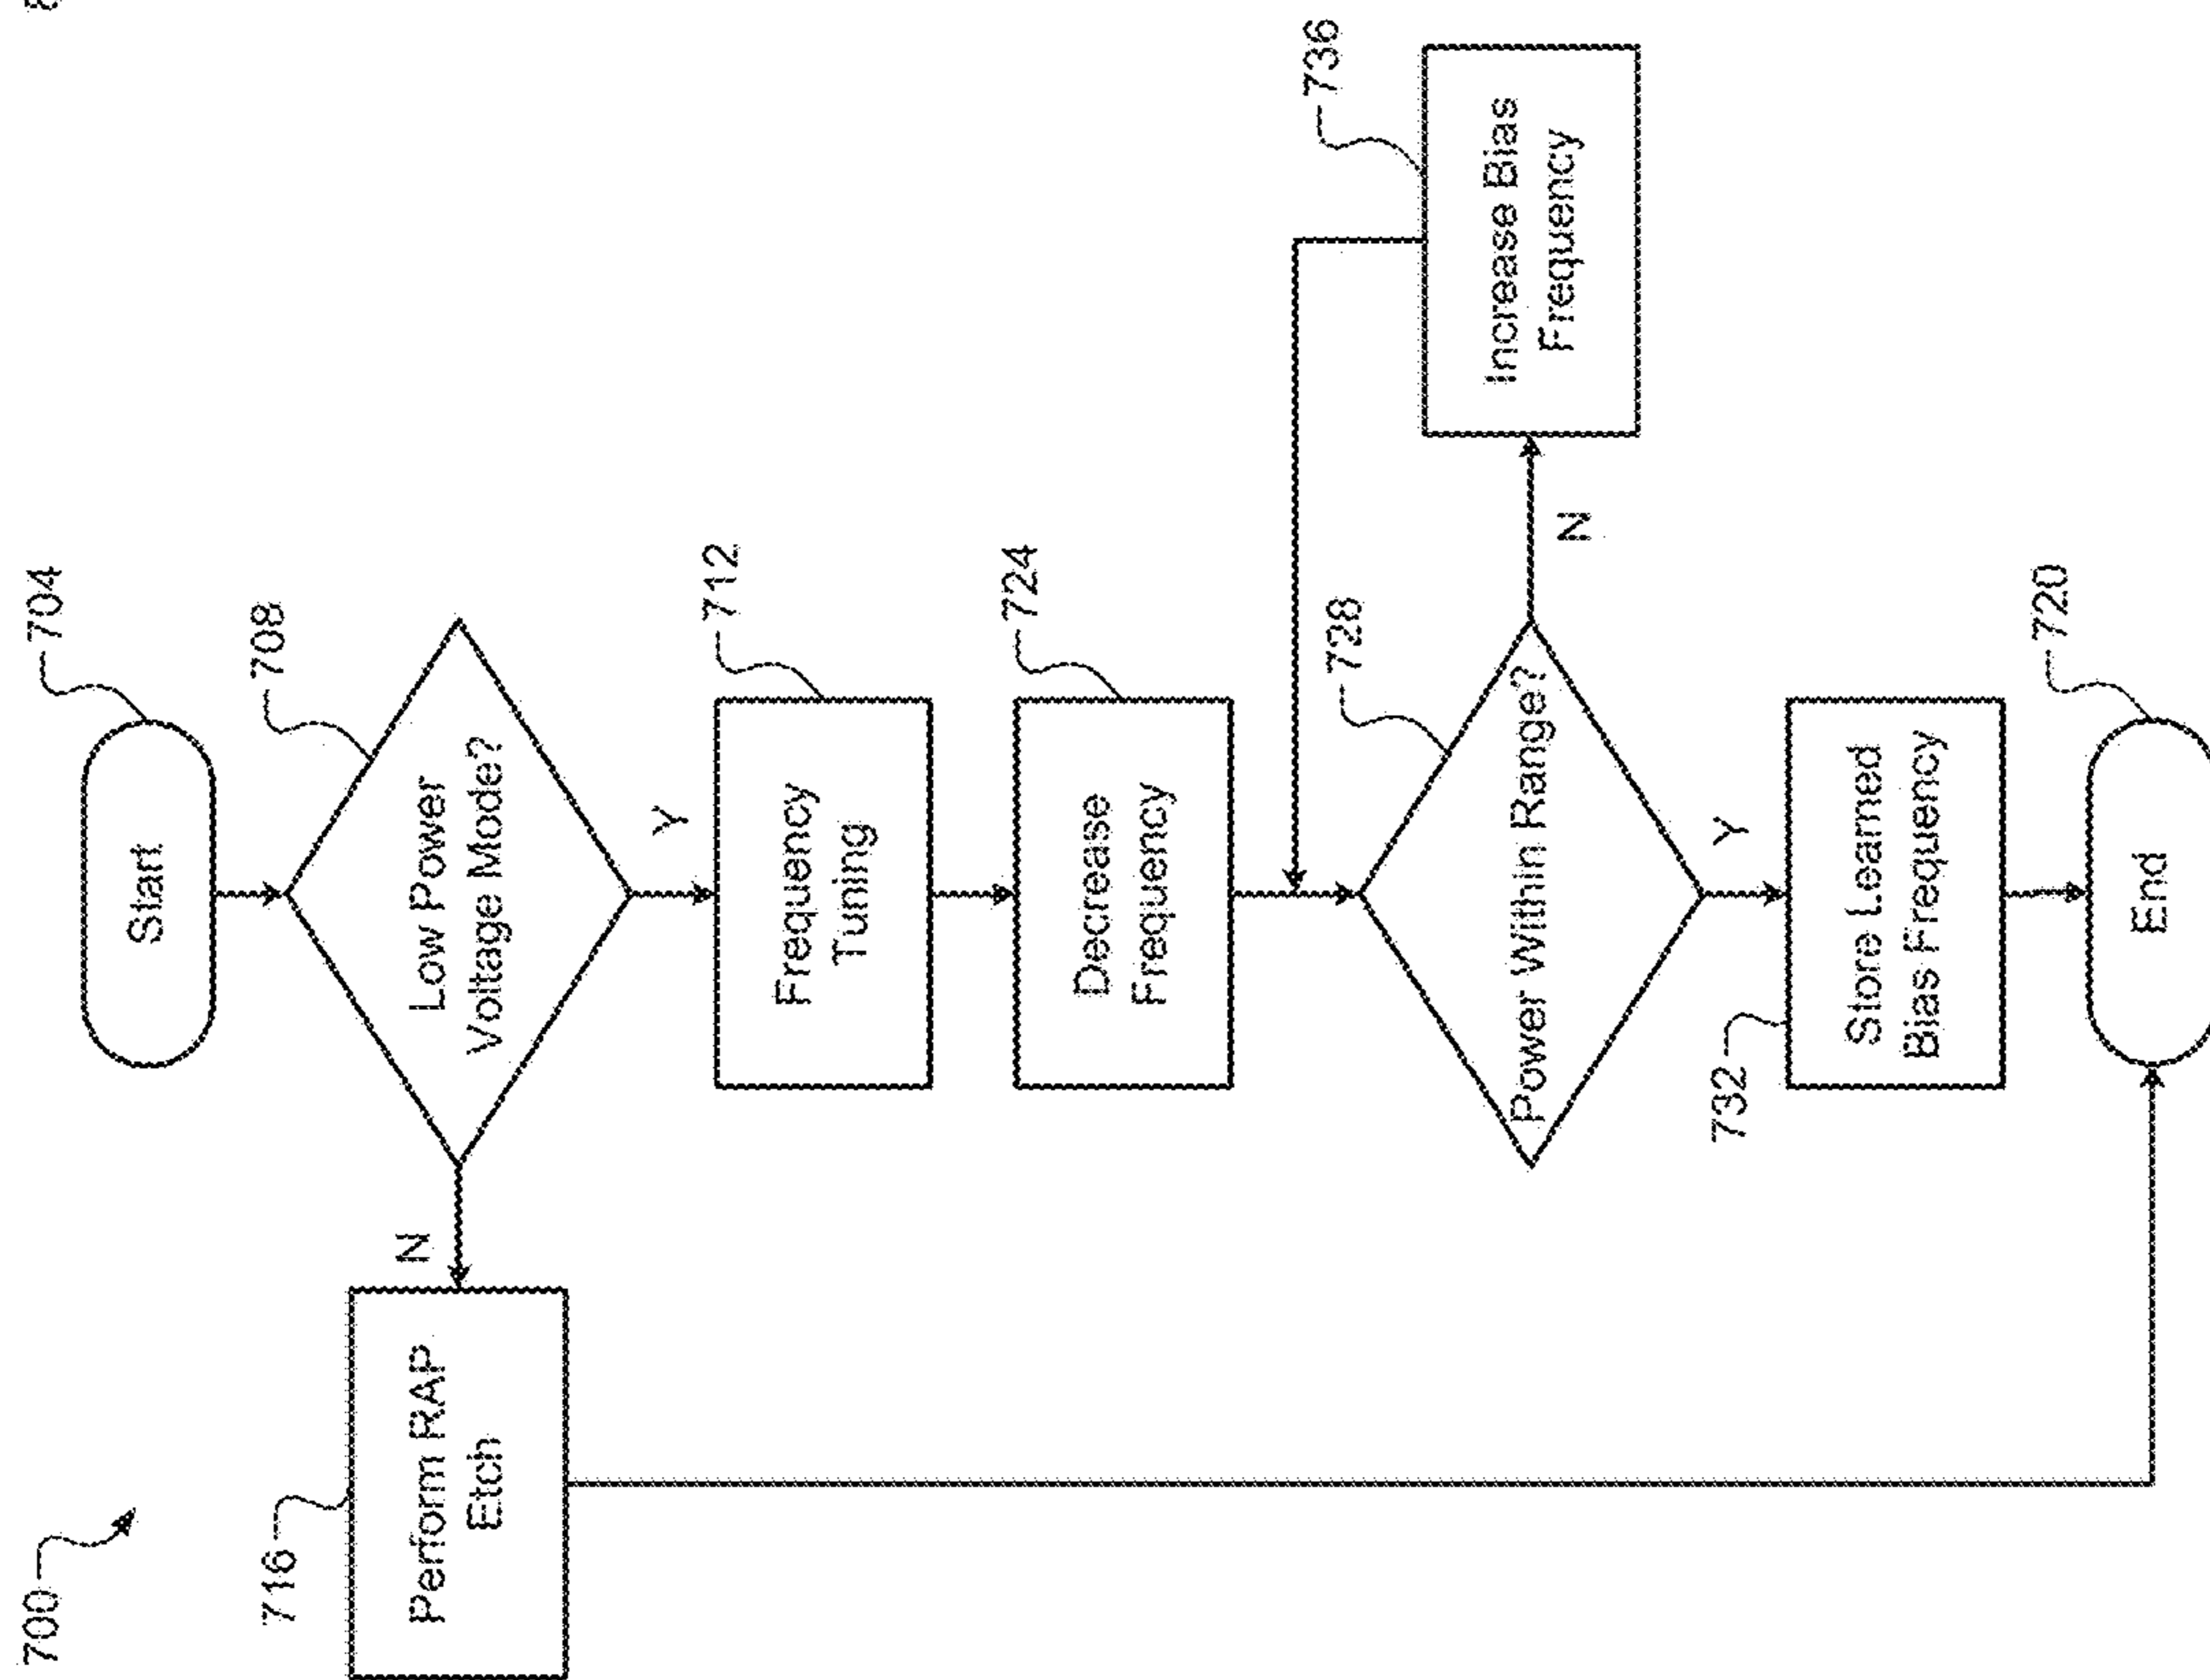 700
704
Start
708
Low Power
Voltage Mode?
N
716
Perform RAP
Etch
Y
712
Frequency
Tuning
724
Decrease
Frequency
728
Power Within Range?
N
736
Increase Bias
Frequency
Y
732
Store Learned
Bias Frequency
720
End